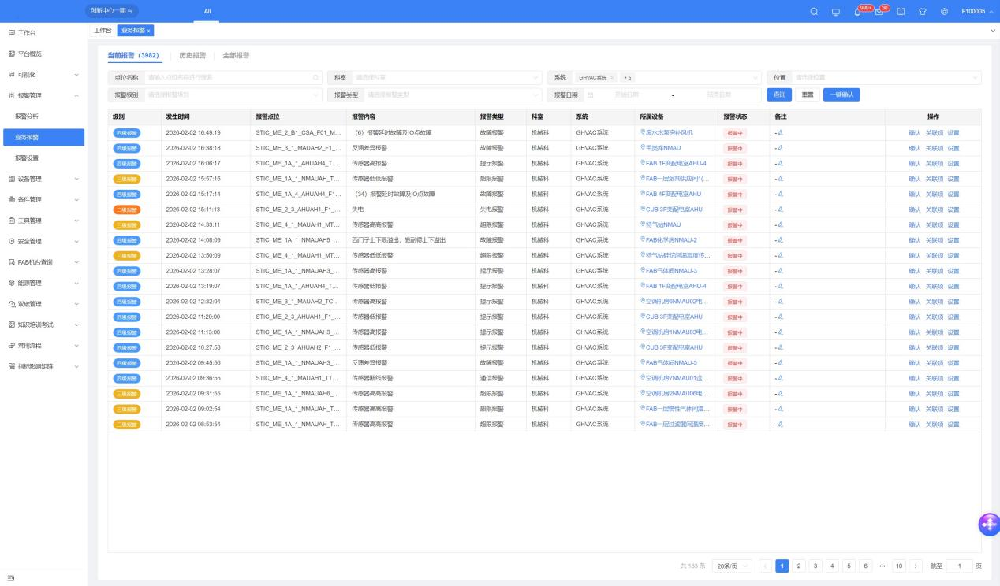 创新中心一期
All
999+
30
F100005
工作台
平台概览
可视化
报警管理
报警分析
业务报警
报警设置
设备管理
备件管理
工具管理
安全管理
FAB机台查询
能源管理
双碳管理
知识培训考试
常用流程
指标影响矩阵
工作台 业务报警 ×
当前报警（3982） 历史报警 全部报警
点位名称 请输入点位名称进行搜索 科室 请选择科室 系统 GHVAC系统 × + 5 位置 请选择位置
报警级别 请选择报警级别 报警类型 请选择报警类型 报警日期 开始日期 - 结束日期 查询 重置 一键确认
级别 发生时间 报警点位 报警内容 报警类型 科室 系统 所属设备 报警状态 备注 操作
四级报警 2026-02-02 16:49:19 STIC_ME_2_B1_CSA_F01_M... （6）报警延时故障及IO点故障 故障报警 机械科 GHVAC系统 废水水泵房补风机 报警中 - 确认 关联项 设置
四级报警 2026-02-02 16:38:18 STIC_ME_3_1_MAUAH2_F1_... 反馈差异报警 故障报警 机械科 GHVAC系统 甲类库NMAU 报警中 - 确认 关联项 设置
四级报警 2026-02-02 16:06:17 STIC_ME_1A_1_AHUAH4_T... 传感器高报警 提示报警 机械科 GHVAC系统 FAB 1F变配电室AHU-4 报警中 - 确认 关联项 设置
三级报警 2026-02-02 15:57:16 STIC_ME_1A_1_NMAUAH_T... 传感器低低报警 超限报警 机械科 GHVAC系统 FAB一层溶剂供应间1(... 报警中 - 确认 关联项 设置
四级报警 2026-02-02 15:17:14 STIC_ME_1A_4_AHUAH4_F1... （34）报警延时故障及IO点故障 故障报警 机械科 GHVAC系统 FAB 4F变配电室AHU 报警中 - 确认 关联项 设置
二级报警 2026-02-02 15:11:13 STIC_ME_2_3_AHUAH1_F1_... 失电 失电报警 机械科 GHVAC系统 CUB 3F变配电室AHU 报警中 - 确认 关联项 设置
三级报警 2026-02-02 14:33:11 STIC_ME_4_1_MAUAH1_MT... 传感器高高报警 超限报警 机械科 GHVAC系统 特气站NMAU 报警中 - 确认 关联项 设置
四级报警 2026-02-02 14:08:09 STIC_ME_1A_1_NMAUAH5_... 西门子上下限溢出，施耐德上下溢出 故障报警 机械科 GHVAC系统 FAB化学房NMAU-2 报警中 - 确认 关联项 设置
三级报警 2026-02-02 13:50:09 STIC_ME_4_1_MAUAH1_MT... 传感器低低报警 超限报警 机械科 GHVAC系统 特气站硅烷间温湿度传... 报警中 - 确认 关联项 设置
四级报警 2026-02-02 13:28:07 STIC_ME_1A_1_NMAUAH3_... 传感器高报警 提示报警 机械科 GHVAC系统 FAB气体间NMAU-3 报警中 - 确认 关联项 设置
四级报警 2026-02-02 13:19:07 STIC_ME_1A_1_AHUAH4_T... 传感器低报警 提示报警 机械科 GHVAC系统 FAB 1F变配电室AHU-4 报警中 - 确认 关联项 设置
四级报警 2026-02-02 12:32:04 STIC_ME_3_1_MAUAH2_TC... 传感器高报警 提示报警 机械科 GHVAC系统 空调机房6NMAU02电... 报警中 - 确认 关联项 设置
四级报警 2026-02-02 11:20:00 STIC_ME_2_3_AHUAH1_F1_... 传感器低报警 提示报警 机械科 GHVAC系统 CUB 3F变配电室AHU 报警中 - 确认 关联项 设置
四级报警 2026-02-02 11:13:00 STIC_ME_1A_1_NMAUAH3_... 传感器高报警 提示报警 机械科 GHVAC系统 空调机房1NMAU03电... 报警中 - 确认 关联项 设置
四级报警 2026-02-02 10:27:58 STIC_ME_2_3_AHUAH2_F1_... 传感器低报警 提示报警 机械科 GHVAC系统 CUB 3F变配电室AHU 报警中 - 确认 关联项 设置
四级报警 2026-02-02 09:45:56 STIC_ME_1A_1_NMAUAH3_... 反馈差异报警 故障报警 机械科 GHVAC系统 FAB气体间NMAU-3 报警中 - 确认 关联项 设置
四级报警 2026-02-02 09:36:55 STIC_ME_4_1_MAUAH1_TT... 传感器断线报警 通信报警 机械科 GHVAC系统 空调机房7NMAU01送... 报警中 - 确认 关联项 设置
三级报警 2026-02-02 09:31:55 STIC_ME_1A_1_NMAUAH6_... 传感器高高报警 超限报警 机械科 GHVAC系统 空调机房2NMAU06电... 报警中 - 确认 关联项 设置
三级报警 2026-02-02 09:02:54 STIC_ME_1A_1_NMAUAH_T... 传感器高高报警 超限报警 机械科 GHVAC系统 FAB一层惰性气体间温... 报警中 - 确认 关联项 设置
三级报警 2026-02-02 08:53:54 STIC_ME_1A_1_NMAUAH_T... 传感器高高报警 超限报警 机械科 GHVAC系统 FAB一层过滤器间温度... 报警中 - 确认 关联项 设置
共 183 条 20条/页 1 2 3 4 5 6 ••• 10 跳至 1 页